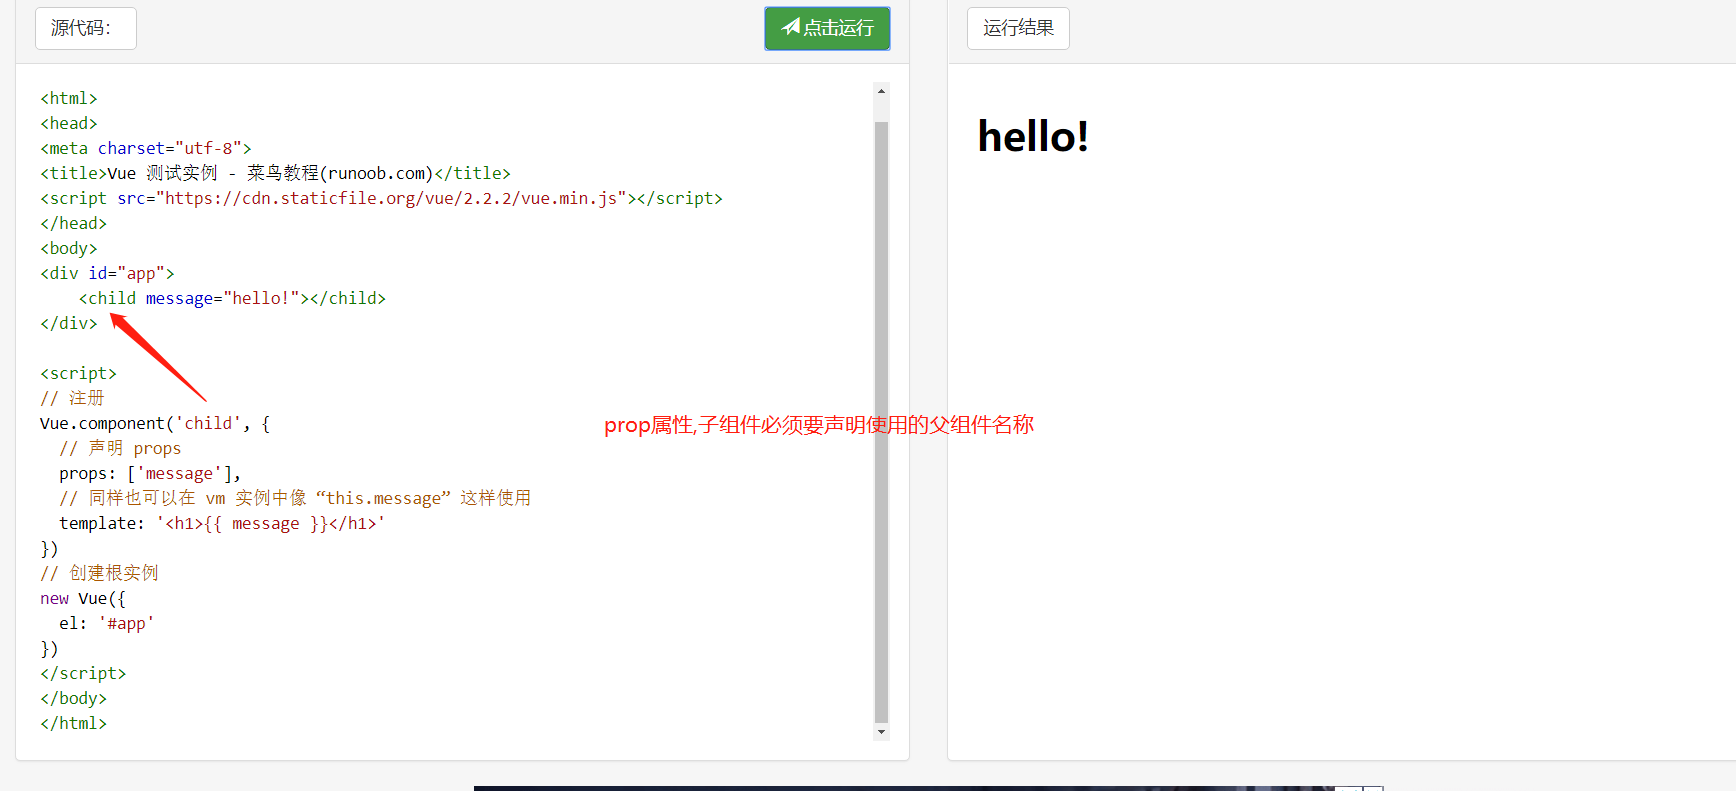 源代码：
点击运行
运行结果
<html>
<head>
<meta charset="utf-8">
<title>Vue 测试实例 - 菜鸟教程(runoob.com)</title>
<script src="https://cdn.staticfile.org/vue/2.2.2/vue.min.js"></script>
</head>
<body>
<div id="app">
    <child message="hello!"></child>
</div>
<script>
// 注册
Vue.component('child', {
  // 声明 props
  props: ['message'],
  // 同样也可以在 vm 实例中像 “this.message” 这样使用
  template: '<h1>{{ message }}</h1>'
})
// 创建根实例
new Vue({
  el: '#app'
})
</script>
</body>
</html>
prop属性,子组件必须要声明使用的父组件名称
hello!